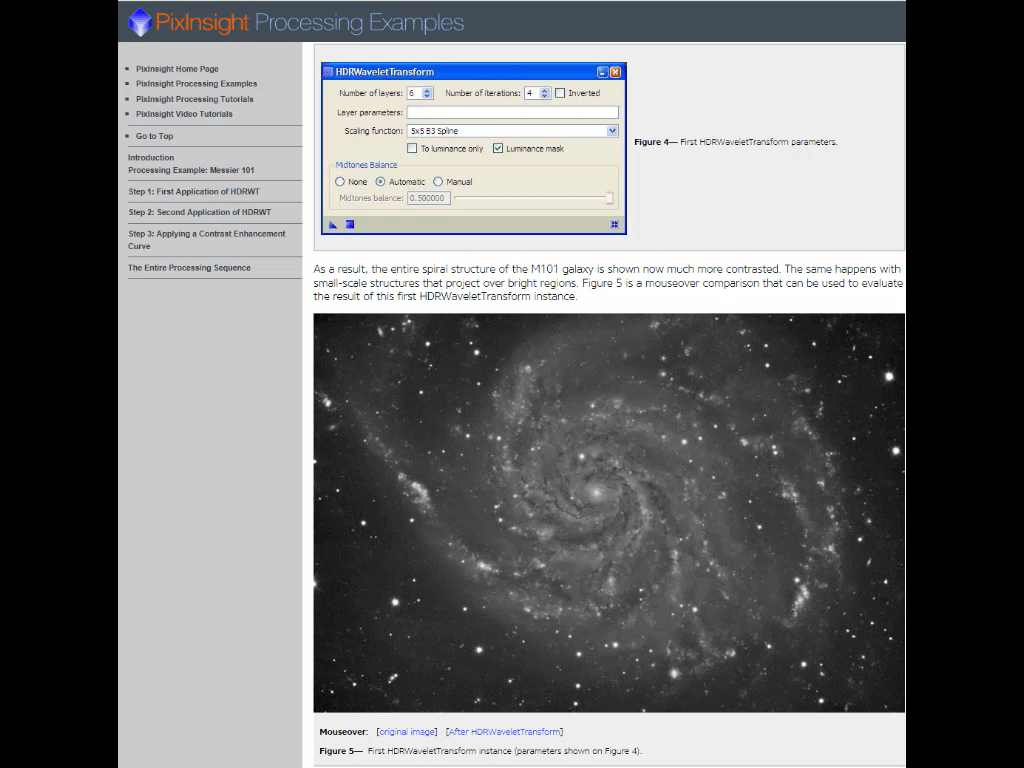 PixInsight Processing Examples
PixInsight Home Page
PixInsight Processing Examples
PixInsight Processing Tutorials
PixInsight Video Tutorials
Go to Top
Introduction
Processing Example: Messier 101
Step 1: First Application of HDRWT
Step 2: Second Application of HDRWT
Step 3: Applying a Contrast Enhancement
Curve
The Entire Processing Sequence
HDRWaveletTransform
Number of layers: 6 Number of iterations: 4 Inverted
Layer parameters:
Scaling function: 5x5 B3 Spline
To luminance only Luminance mask
Midtones Balance
None Automatic Manual
Midtones balance: 0.500000
Figure 4— First HDRWaveletTransform parameters.
As a result, the entire spiral structure of the M101 galaxy is shown now much more contrasted. The same happens with
small-scale structures that project over bright regions. Figure 5 is a mouseover comparison that can be used to evaluate
the result of this first HDRWaveletTransform instance.
Mouseover: [original image] [After HDRWaveletTransform]
Figure 5— First HDRWaveletTransform instance (parameters shown on Figure 4).